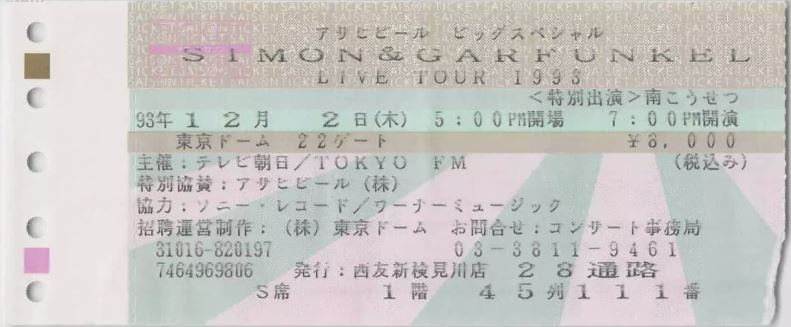 アサヒビール ビッグスペシャル
SIMON&GARFUNKEL
LIVE TOUR 1993
<特別出演>南こうせつ
93年12月 2日(木) 5:00PM開場 7:00PM開演
東京ドーム 22ゲート ¥8,000
主催:テレビ朝日/TOKYO FM (税込み)
特別協賛:アサヒビール(株)
協力:ソニー・レコード/ワーナーミュージック
招聘運営制作:(株)東京ドーム お問合せ:コンサート事務局
31016-820197 03-3811-9461
7464969806 発行:西友新検見川店 28通路
S席 1階 45列111番